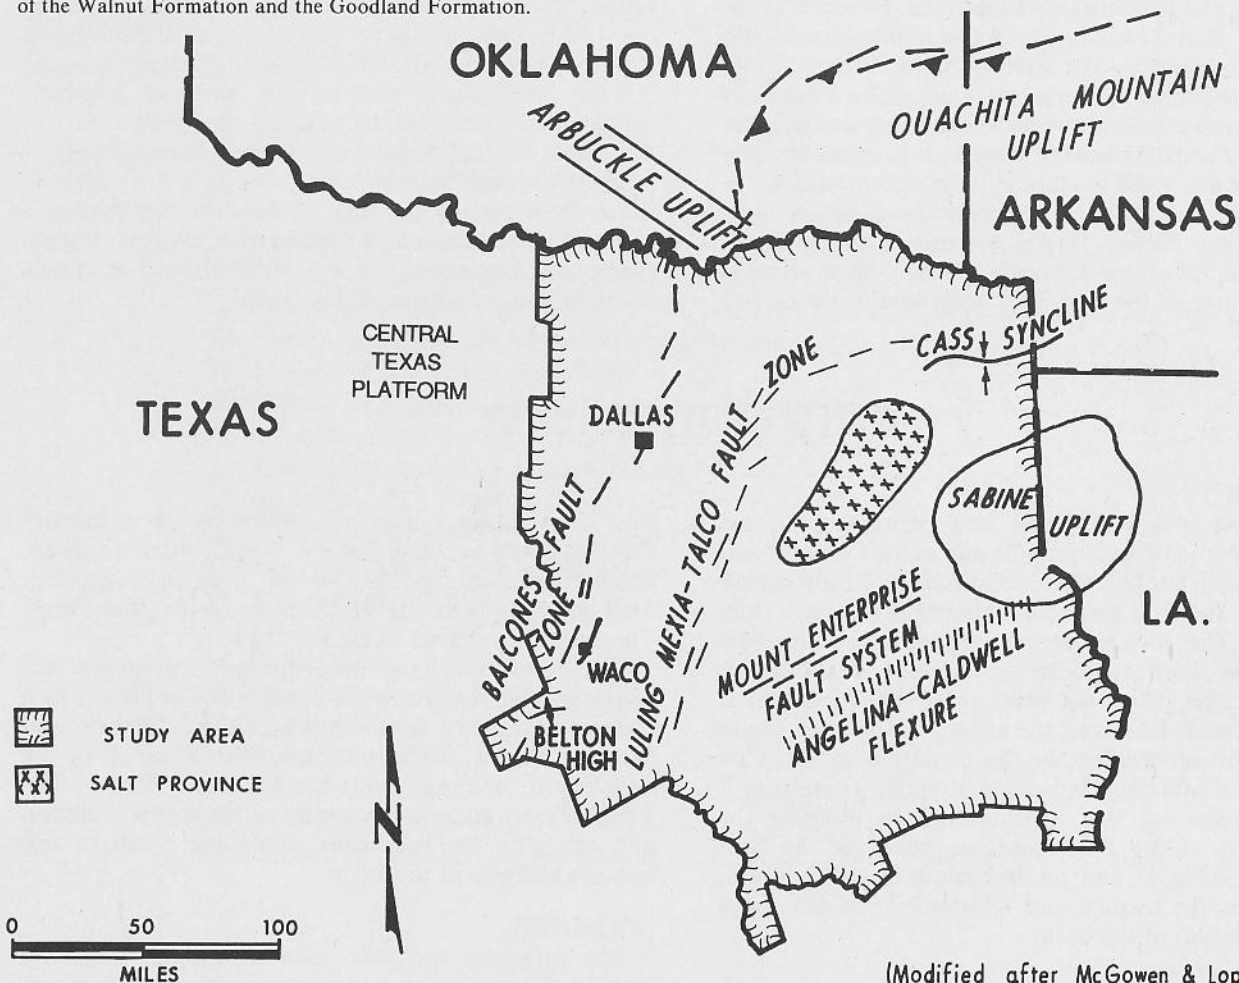 of the Walnut Formation and the Goodland Formation.
OKLAHOMA
ARBUCKLE UPLIFT
OUACHITA MOUNTAIN
UPLIFT
ARKANSAS
CENTRAL
TEXAS
PLATFORM
TEXAS
CASS SYNCLINE
DALLAS
LULING MEXIA-TALCO FAULT ZONE
SABINE
UPLIFT
BALCONES FAULT
ZONE
WACO
BELTON
HIGH
MOUNT ENTERPRISE
FAULT SYSTEM
ANGELINA-CALDWELL
FLEXURE
LA.
STUDY AREA
SALT PROVINCE
N
0 50 100
MILES
(Modified after McGowen & Lop